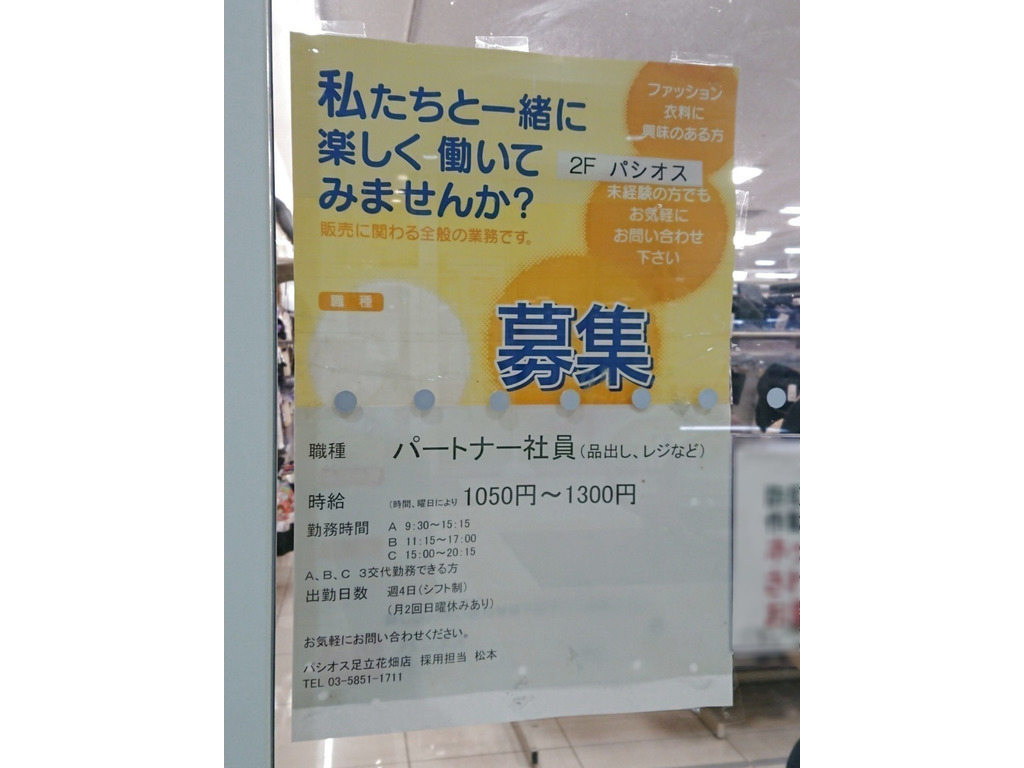 私たちと一緒に
楽しく働いて
みませんか?
販売に関わる全般の業務です。
ファッション
衣料に
興味のある方
2F パシオス
未経験の方でも
お気軽に
お問い合わせ
下さい
職種
募集
職種 パートナー社員(品出し、レジなど)
時給 (時間、曜日により 1050円～1300円
勤務時間 A 9:30～15:15
B 11:15～17:00
C 15:00～20:15
A、B、C 3交代勤務できる方
出勤日数 週4日(シフト制)
(月2回日曜休みあり)
お気軽にお問い合わせください。
パシオス足立花畑店 採用担当 松本
TEL 03-5851-1711